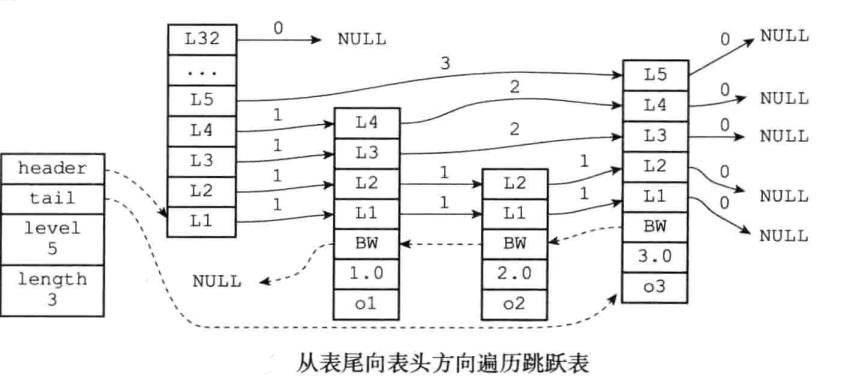 L32
0
NULL
...
L5
3
L4
1
L3
1
L2
1
L1
1
header
tail
level
5
length
3
L4
2
L3
2
L2
1
L1
1
BW
1.0
o1
NULL
L2
1
L1
1
BW
2.0
o2
L5
0
NULL
L4
0
NULL
L3
0
NULL
L2
0
NULL
L1
0
NULL
BW
3.0
o3
从表尾向表头方向遍历跳跃表